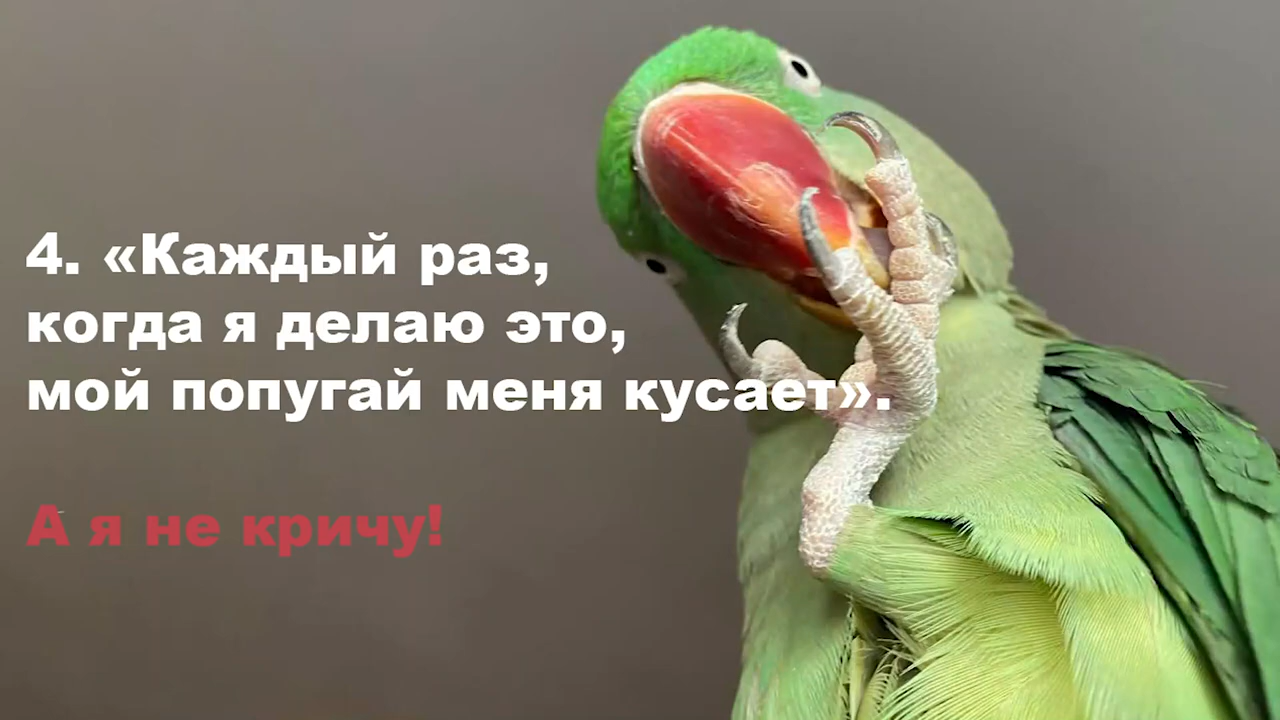 4. «Каждый раз,
когда я делаю это,
мой попугай меня кусает».
А я не кричу!